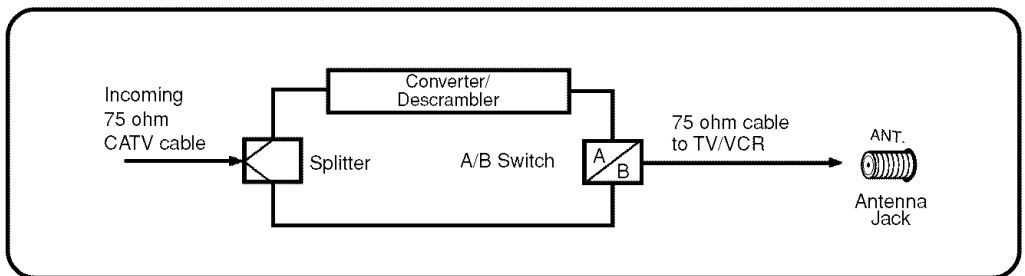 Converter/
Descrambler
Incoming
75 ohm
CATV cable
Splitter
A/B Switch
A
B
75 ohm cable
to TV/VCR
ANT.
Antenna
Jack